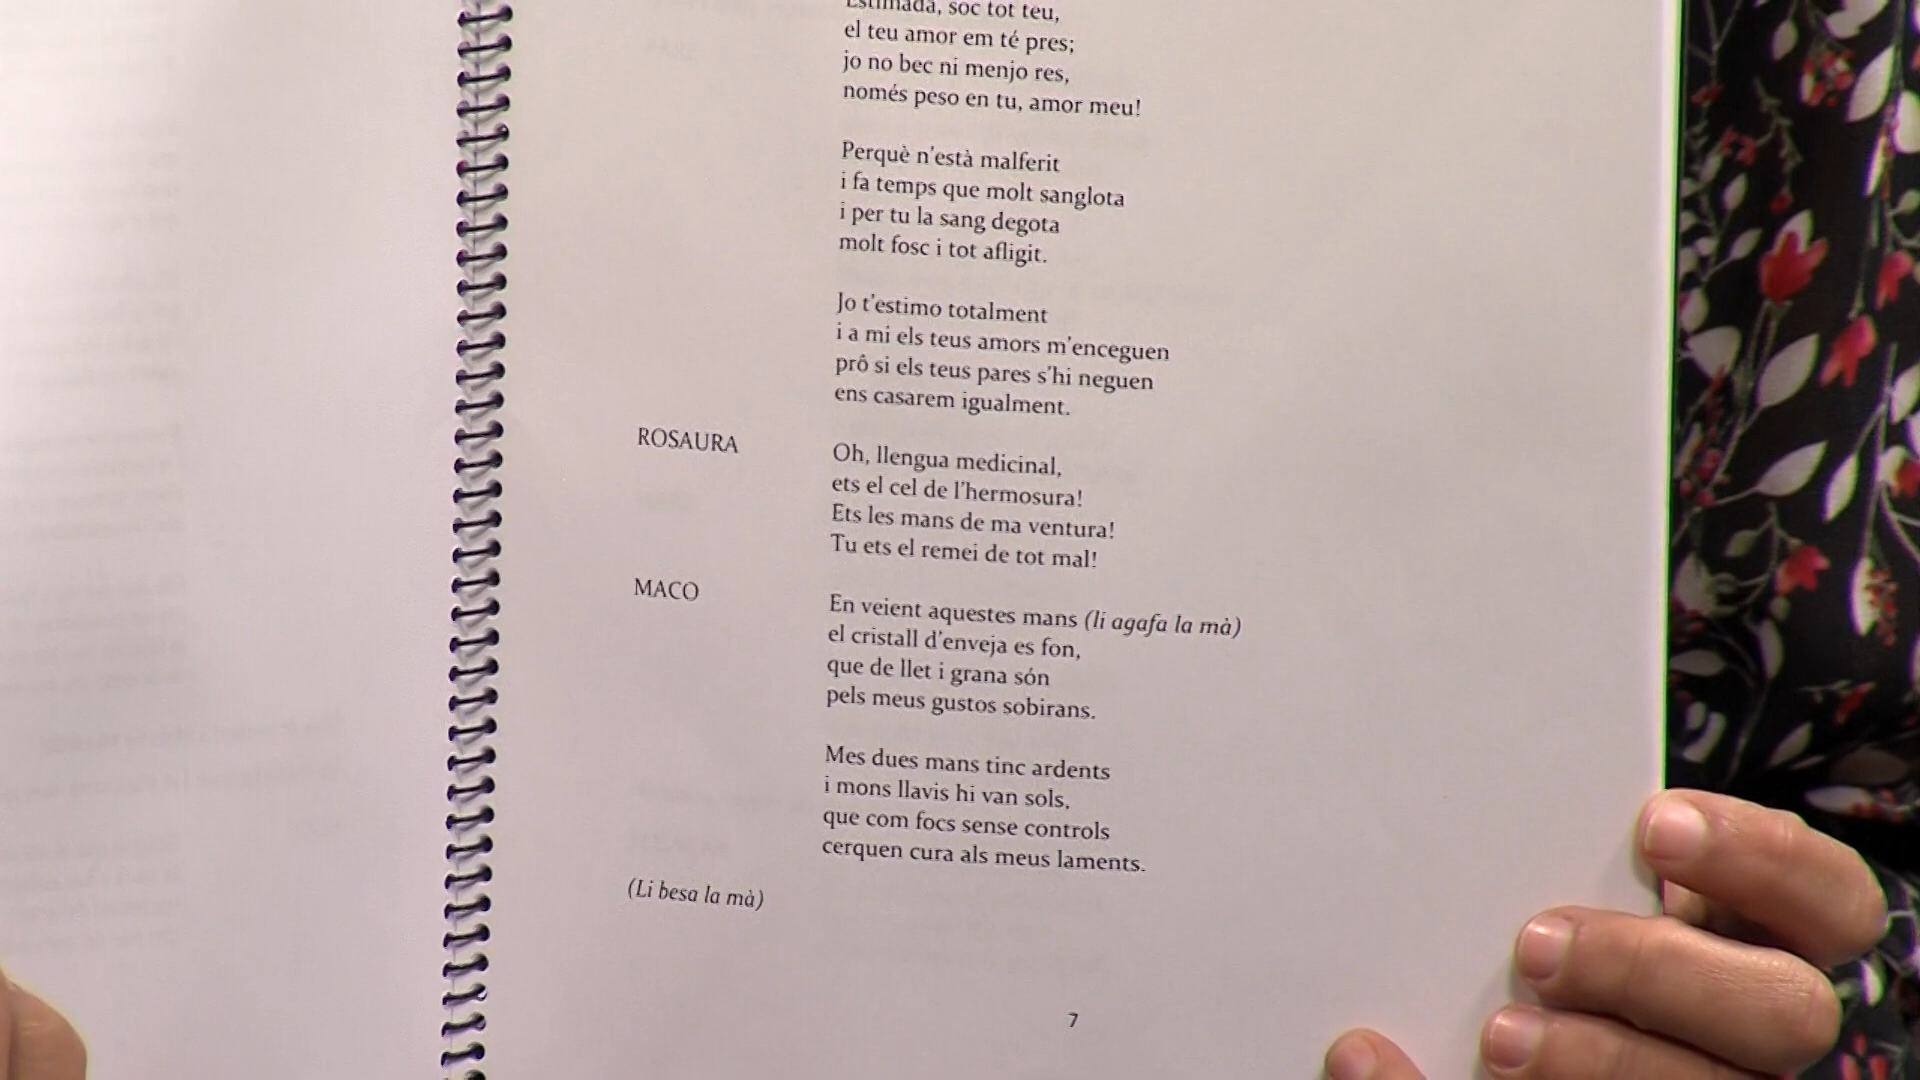 Estimada, soc tot teu,
el teu amor em té pres;
jo no bec ni menjo res,
només peso en tu, amor meu!
Perquè n'està malferit
i fa temps que molt sanglota
i per tu la sang degota
molt fosc i tot afligit.
Jo t'estimo totalment
i a mi els teus amors m'enceguen
prô si els teus pares s'hi neguen
ens casarem igualment.
ROSAURA Oh, llengua medicinal,
ets el cel de l'hermosura!
Ets les mans de ma ventura!
Tu ets el remei de tot mal!
MACO En veient aquestes mans (li agafa la mà)
el cristall d'enveja es fon,
que de llet i grana són
pels meus gustos sobirans.
Mes dues mans tinc ardents
i mons llavis hi van sols,
que com focs sense controls
cerquen cura als meus laments.
(Li besa la mà)
7